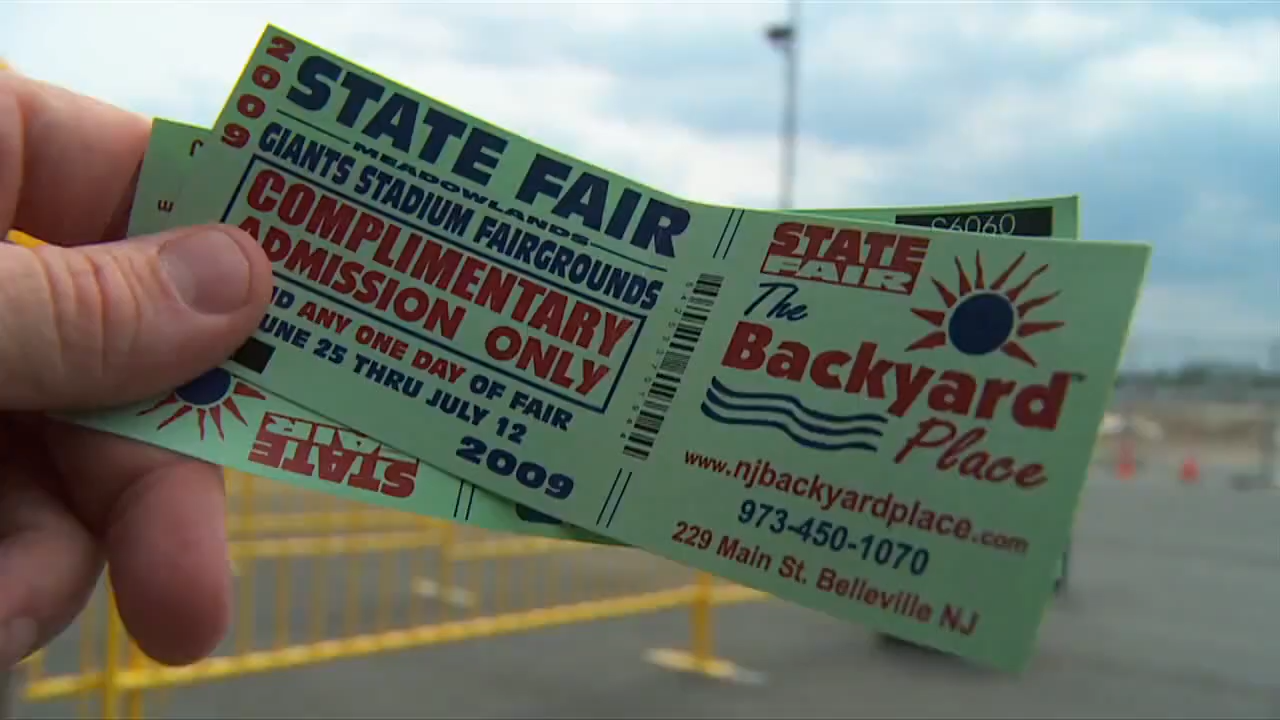 2009
STATE FAIR
MEADOWLANDS
GIANTS STADIUM FAIRGROUNDS
COMPLIMENTARY
ADMISSION ONLY
ANY ONE DAY OF FAIR
25 THRU JULY 12
2009
STATE
FAIR
The
Backyard
Place
www.njbackyardplace.com
973-450-1070
229 Main St. Belleville NJ
S6060
STATE
FAIR